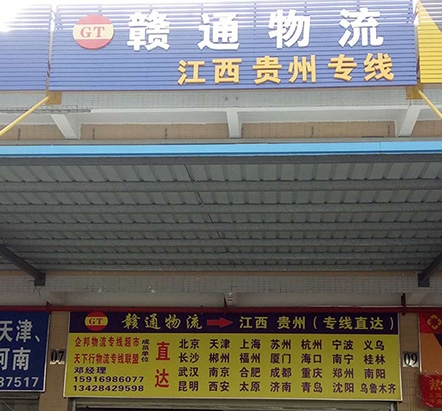 GT 赣通物流
江西 贵州 专线
GT 赣通物流 江西 贵州（专线直达）
企邦物流专线超市
天下行物流专线联盟
成员单位
邓经理
15916986077
13428429598
直达
北京 天津 上海 苏州 杭州 宁波 义乌
长沙 郴州 福州 厦门 海口 南宁 桂林
武汉 南京 合肥 成都 重庆 郑州 南阳
昆明 西安 太原 济南 青岛 沈阳 乌鲁木齐
天津、
河南
87517
07
09